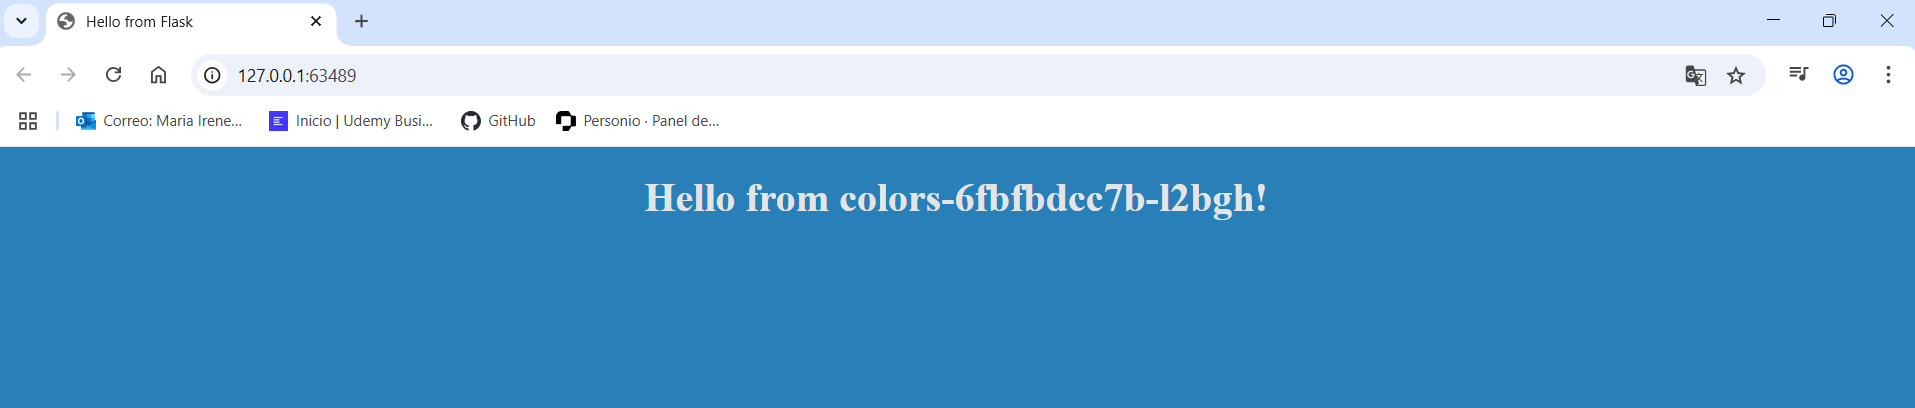 Hello from Flask
127.0.0.1:63489
Correo: Maria Irene... Inicio | Udemy Busi... GitHub Personio · Panel de...
Hello from colors-6fbfbdcc7b-l2bgh!